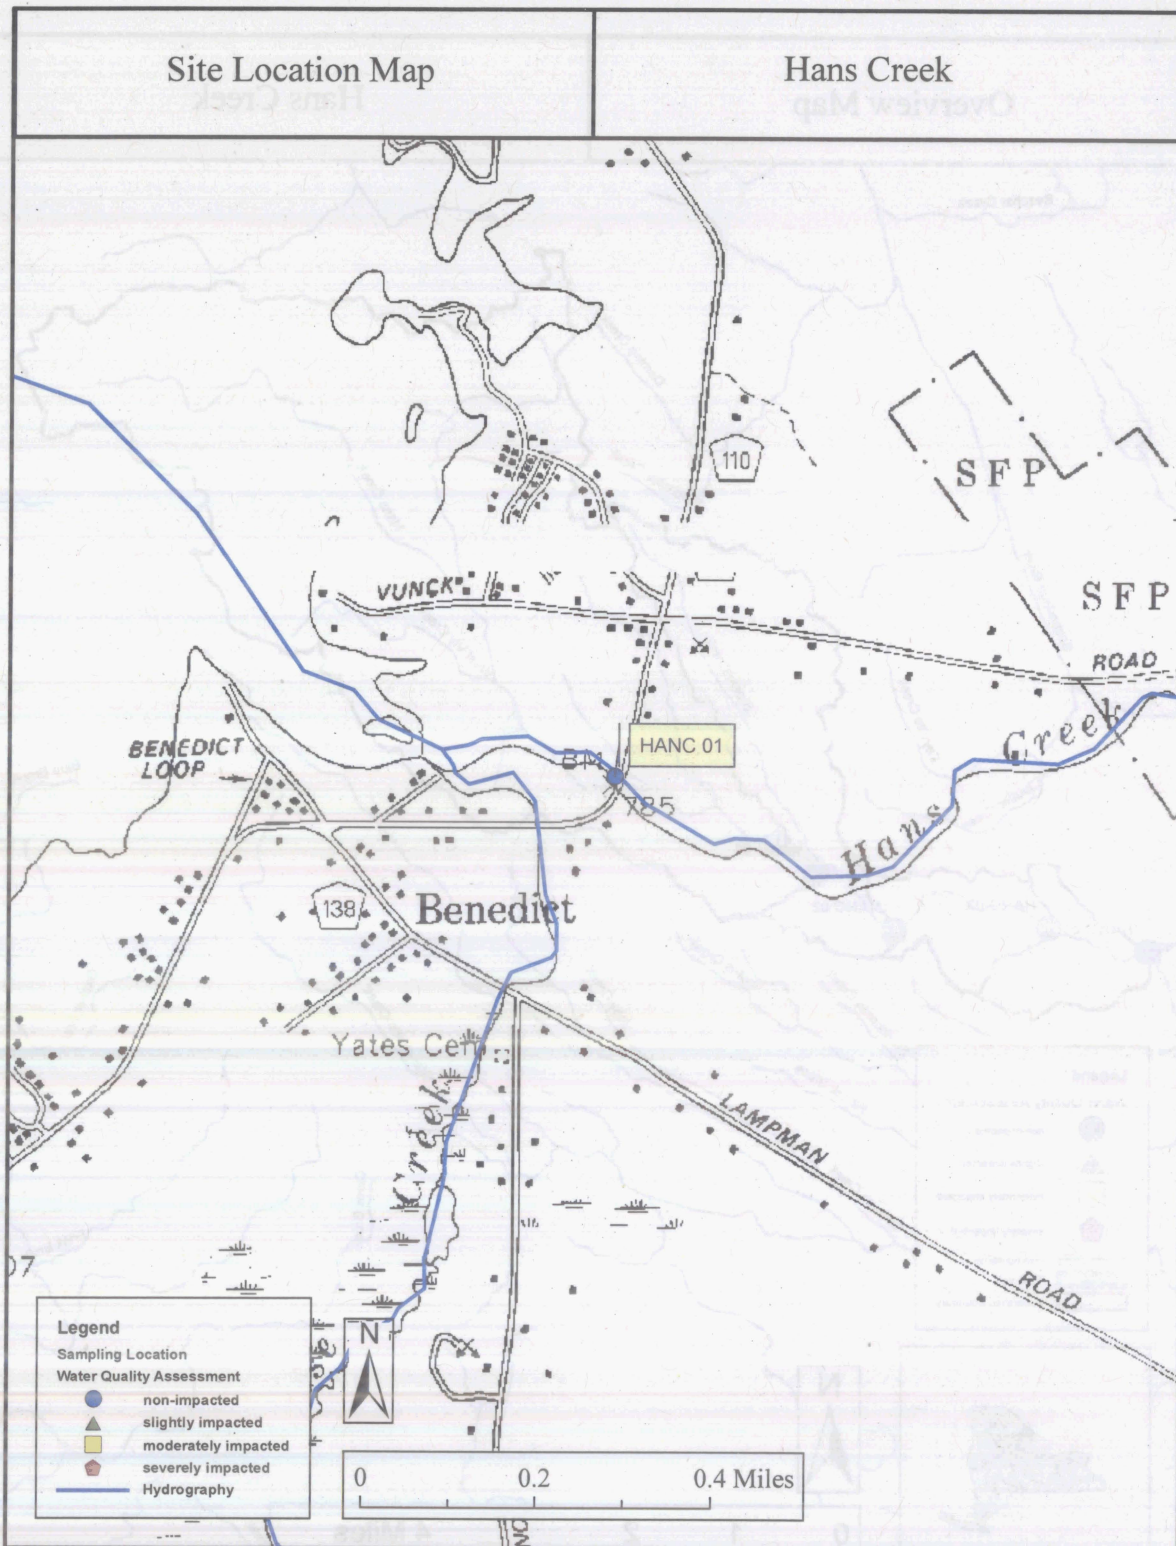 Site Location Map
Hans Creek
110
SFP
SFP
VUNCK
ROAD
BENEDICT
LOOP
HANC 01
BM
785
Creek
Hans
138
Benedict
Yates Cem
Creek
LAMPMAN
ROAD
07
Legend
Sampling Location
Water Quality Assessment
non-impacted
slightly impacted
moderately impacted
severely impacted
Hydrography
N
0 0.2 0.4 Miles